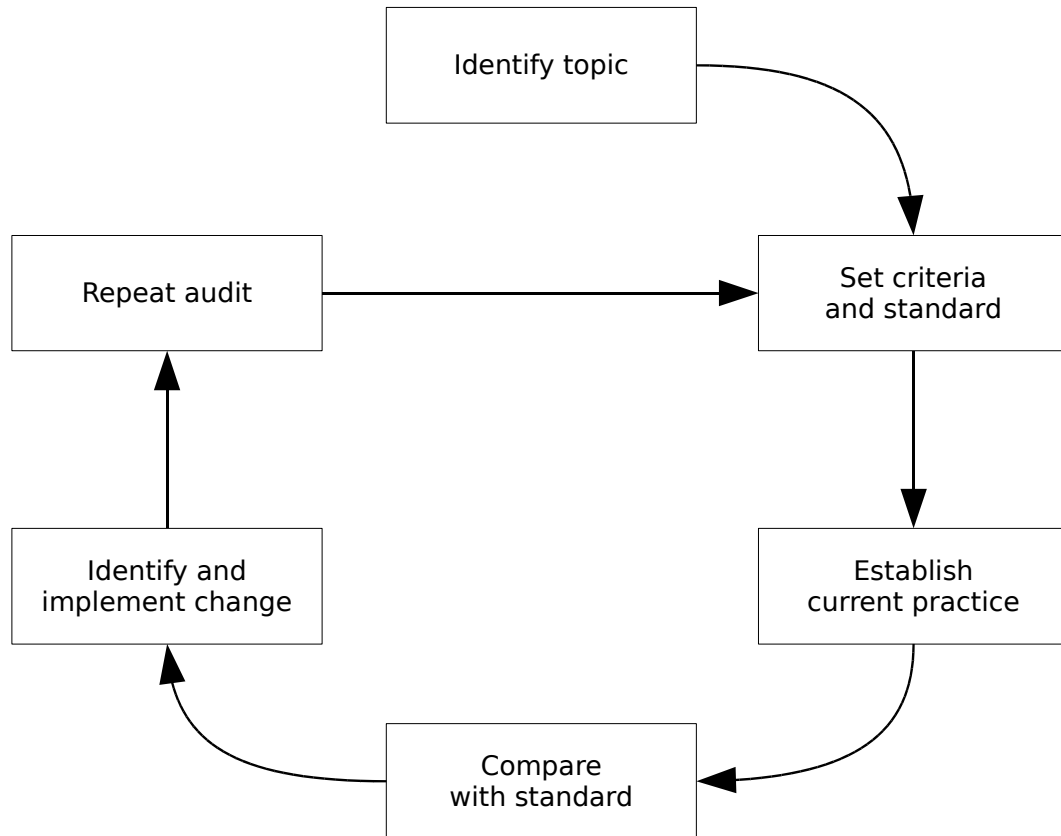 Identify topic
Repeat audit
Set criteria
and standard
Identify and
implement change
Establish
current practice
Compare
with standard